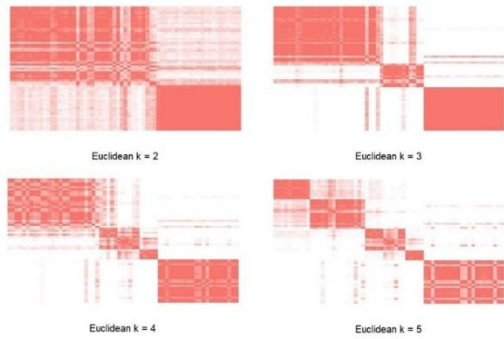 Euclidean k = 2
Euclidean k = 3
Euclidean k = 4
Euclidean k = 5